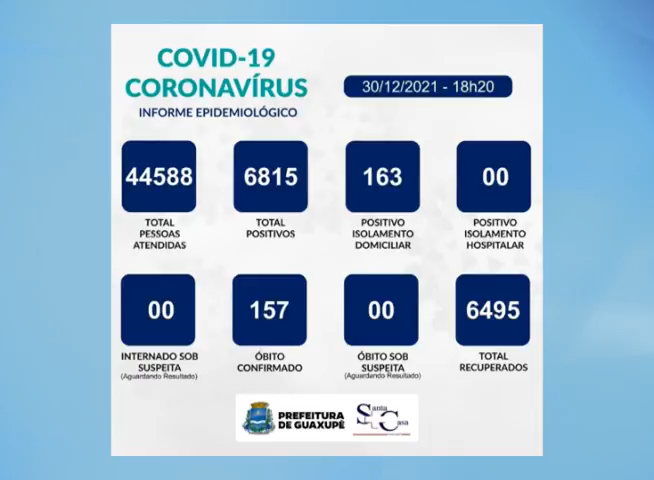 COVID-19
CORONAVÍRUS
INFORME EPIDEMIOLÓGICO
30/12/2021 - 18h20
44588
TOTAL
PESSOAS
ATENDIDAS
6815
TOTAL
POSITIVOS
163
POSITIVO
ISOLAMENTO
DOMICILIAR
00
POSITIVO
ISOLAMENTO
HOSPITALAR
00
INTERNADO SOB
SUSPEITA
(Aguardando Resultado)
157
ÓBITO
CONFIRMADO
00
ÓBITO SOB
SUSPEITA
(Aguardando Resultado)
6495
TOTAL
RECUPERADOS
PREFEITURA
DE GUAXUPÉ
Santa
Casa